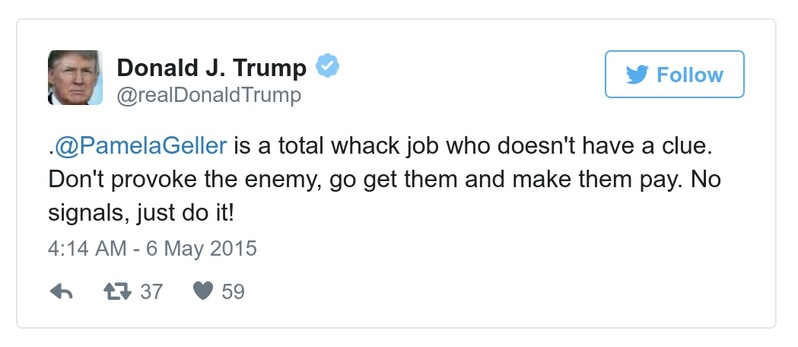 Donald J. Trump
@realDonaldTrump
Follow
.@PamelaGeller is a total whack job who doesn't have a clue.
Don't provoke the enemy, go get them and make them pay. No
signals, just do it!
4:14 AM - 6 May 2015
37 59